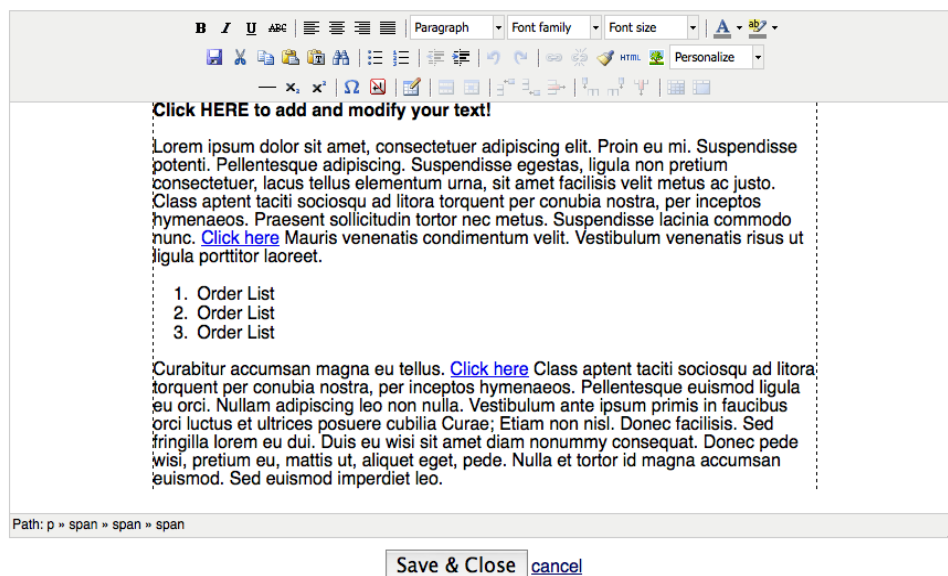 B I U ABC Paragraph Font family Font size A ab
HTML Personalize
— x₂ x² Ω
Click HERE to add and modify your text!
Lorem ipsum dolor sit amet, consectetuer adipiscing elit. Proin eu mi. Suspendisse
potenti. Pellentesque adipiscing. Suspendisse egestas, ligula non pretium
consectetuer, lacus tellus elementum urna, sit amet facilisis velit metus ac justo.
Class aptent taciti sociosqu ad litora torquent per conubia nostra, per inceptos
hymenaeos. Praesent sollicitudin tortor nec metus. Suspendisse lacinia commodo
nunc. Click here Mauris venenatis condimentum velit. Vestibulum venenatis risus ut
ligula porttitor laoreet.
1. Order List
2. Order List
3. Order List
Curabitur accumsan magna eu tellus. Click here Class aptent taciti sociosqu ad litora
torquent per conubia nostra, per inceptos hymenaeos. Pellentesque euismod ligula
eu orci. Nullam adipiscing leo non nulla. Vestibulum ante ipsum primis in faucibus
orci luctus et ultrices posuere cubilia Curae; Etiam non nisl. Donec facilisis. Sed
fringilla lorem eu dui. Duis eu wisi sit amet diam nonummy consequat. Donec pede
wisi, pretium eu, mattis ut, aliquet eget, pede. Nulla et tortor id magna accumsan
euismod. Sed euismod imperdiet leo.
Path: p » span » span » span
Save & Close cancel